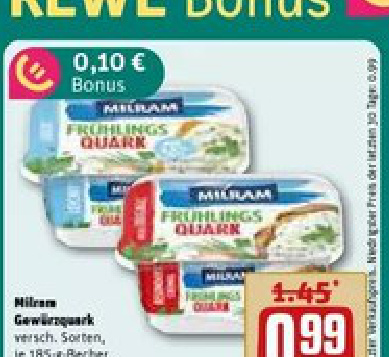 REWE Bonus
0,10 €
Bonus
MILRAM
FRÜHLINGS
QUARK
MILRAM
FRÜHLINGS
QUARK
MILRAM
FRÜHLINGS
QUARK
Milram
Gewürzquark
versch. Sorten,
je 185-g-Becher
1.45*
0.99
Niedrigster Preis der letzten 30 Tage: 0.99